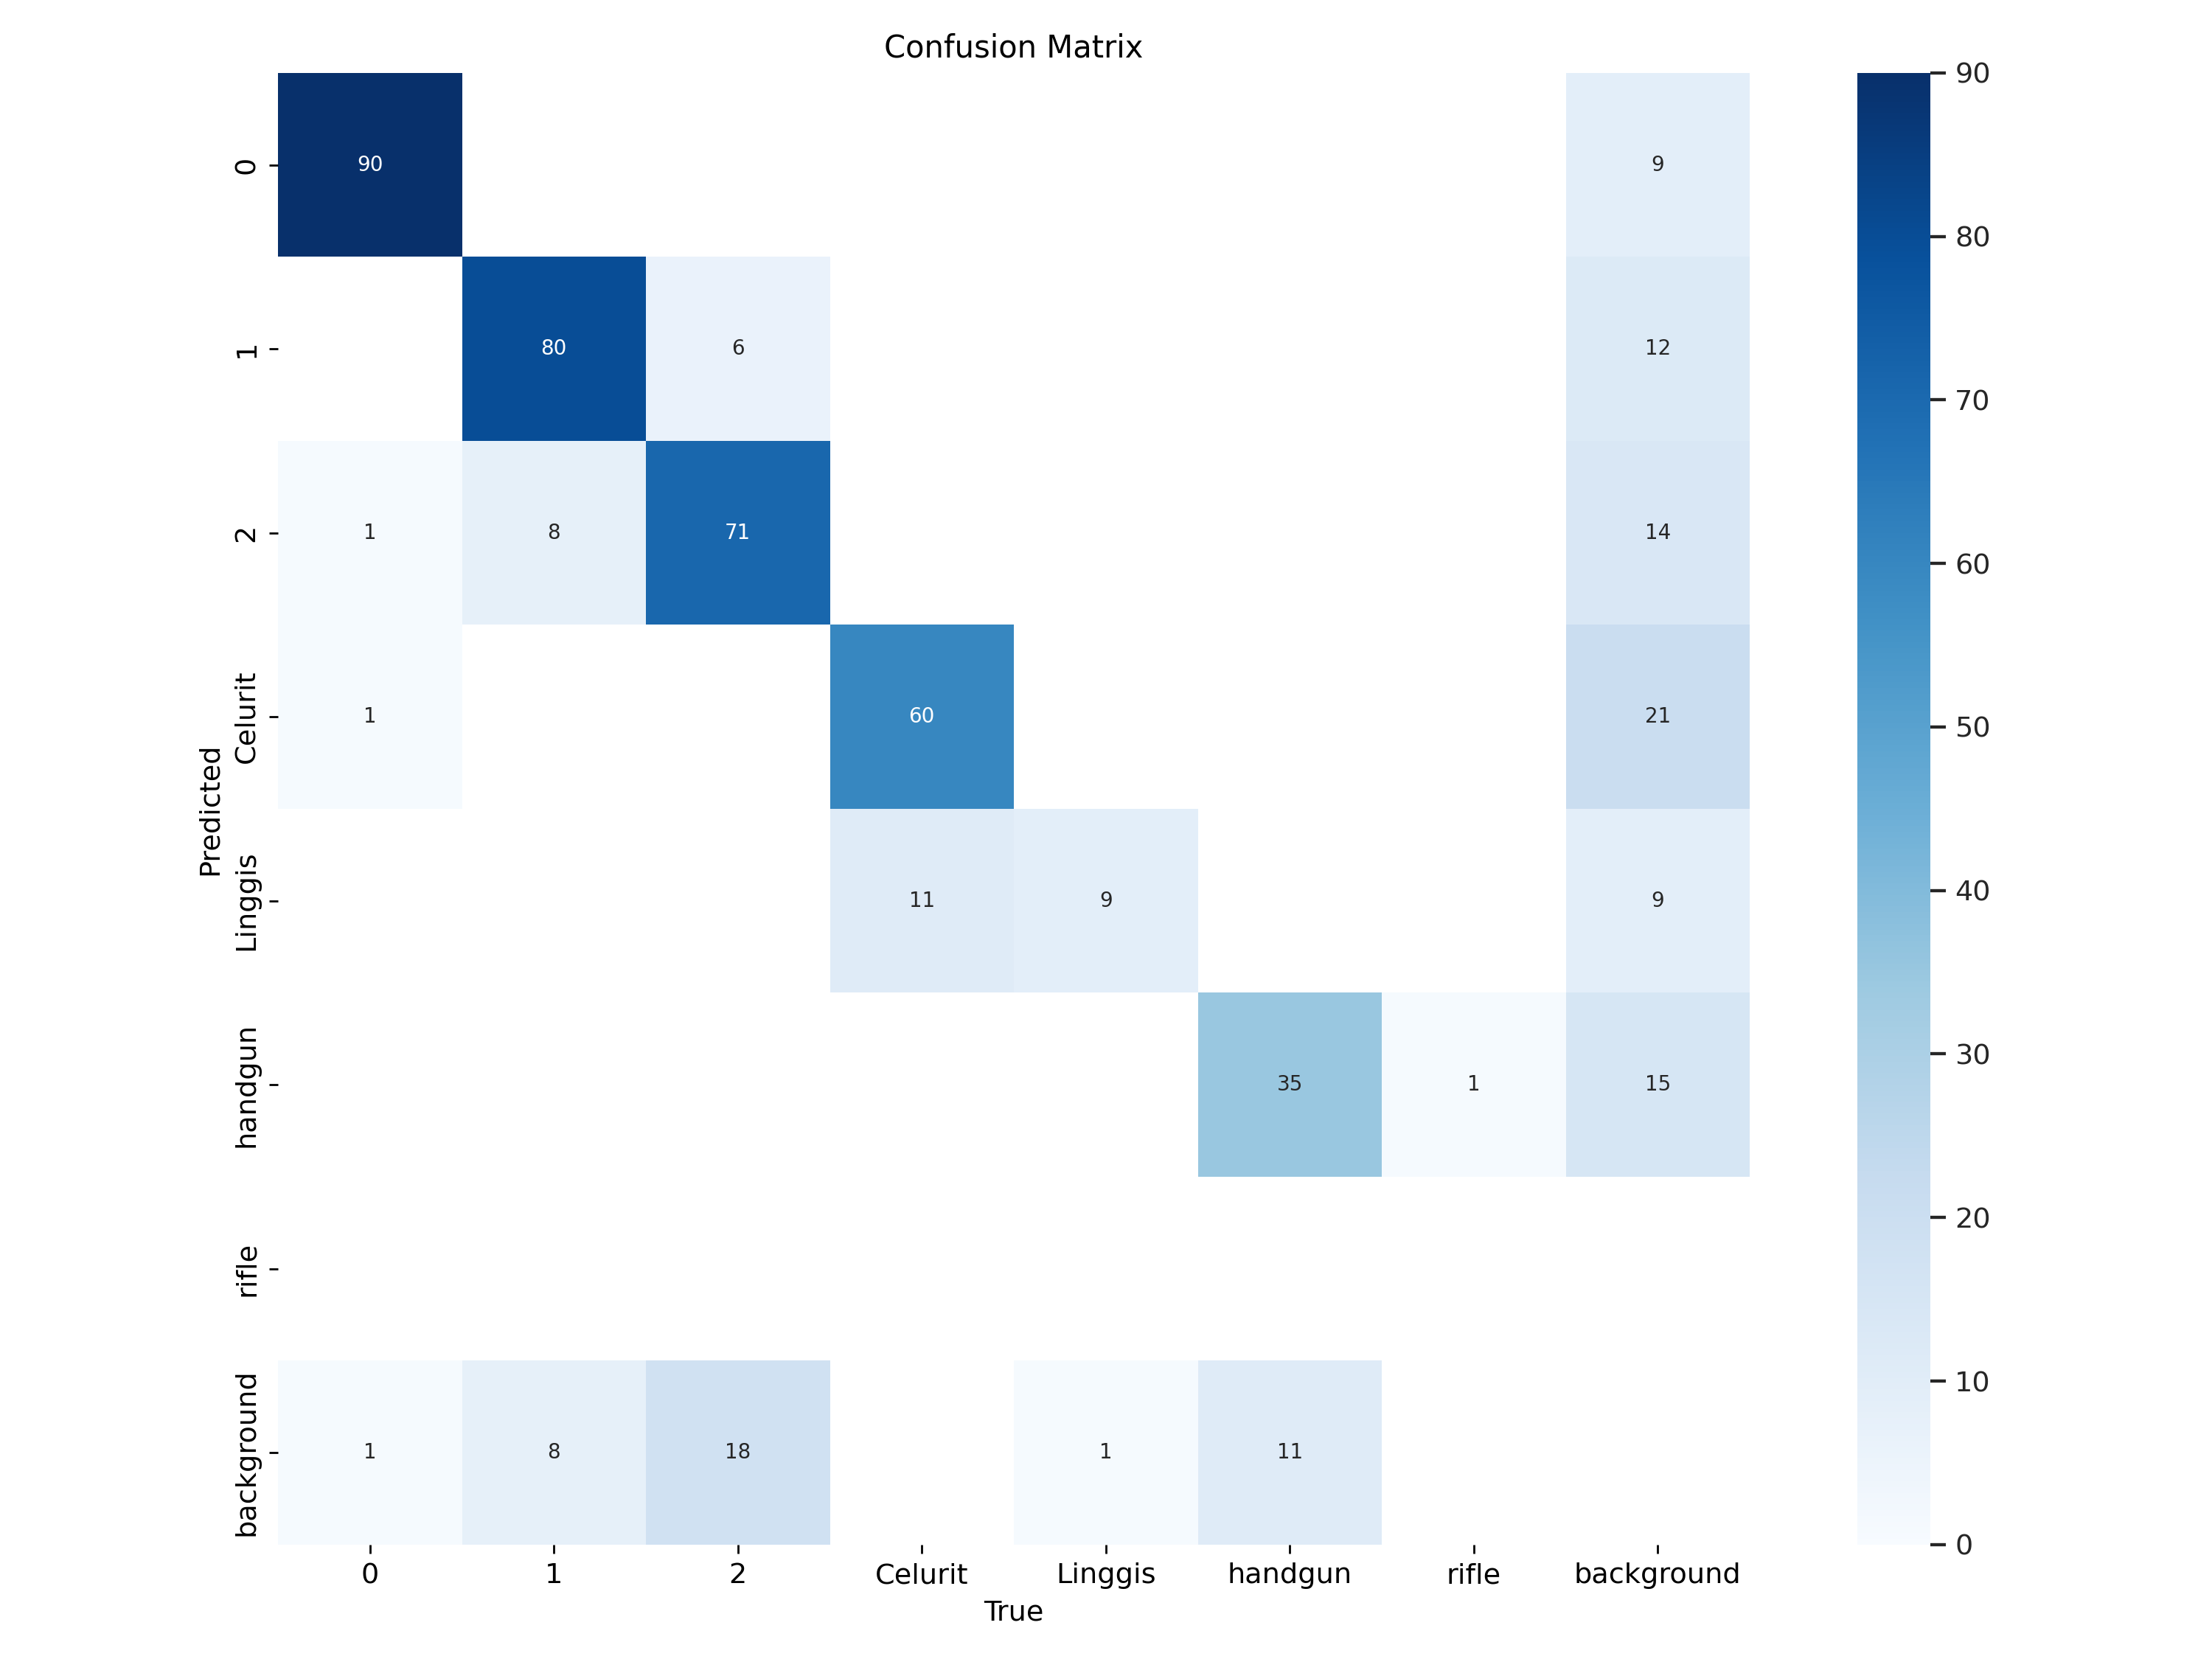 Confusion Matrix
0 90 9 90
80
1 80 6 12
70
2 1 8 71 14
60
Celurit 1 60 21
50
Predicted
Linggis 11 9 9
40
handgun 35 1 15
30
20
rifle
10
background 1 8 18 1 11
0
0 1 2 Celurit Linggis handgun rifle background
True